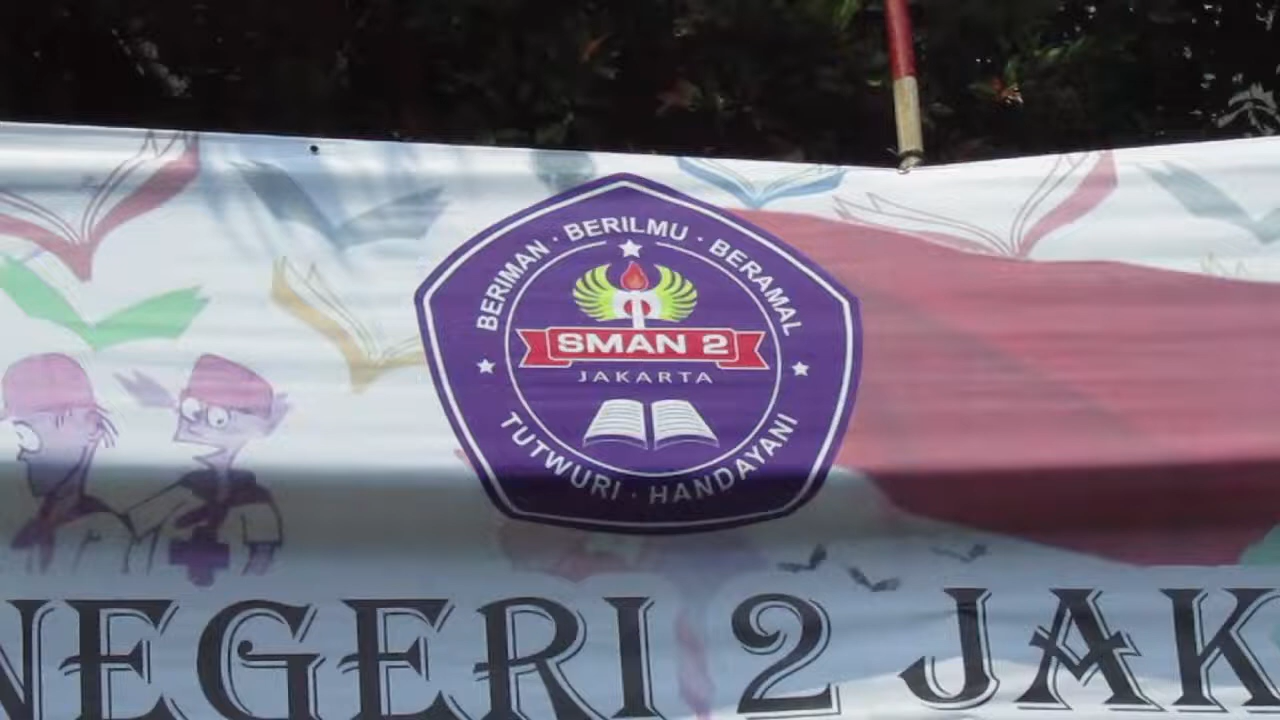 BERIMAN · BERILMU · BERAMAL
SMAN 2
JAKARTA
TUTWURI · HANDAYANI
NEGERI 2 JAK